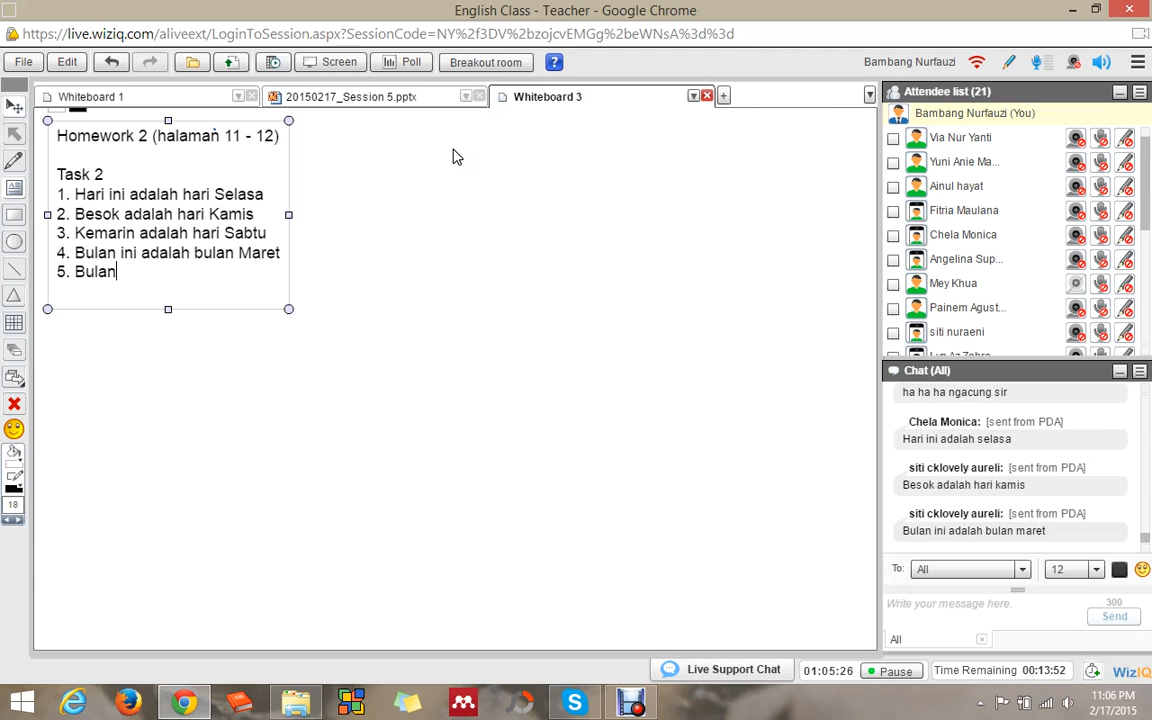 English Class - Teacher - Google Chrome
https://live.wiziq.com/aliveext/LoginToSession.aspx?SessionCode=NY%2f3DV%2bzojcvEMGg%2beWNsA%3d%3d
File Edit Screen Poll Breakout room ? Bambang Nurfauzi
Whiteboard 1 20150217_Session 5.pptx Whiteboard 3
Homework 2 (halaman 11 - 12)
Task 2
1. Hari ini adalah hari Selasa
2. Besok adalah hari Kamis
3. Kemarin adalah hari Sabtu
4. Bulan ini adalah bulan Maret
5. Bulan
18
Attendee list (21)
Bambang Nurfauzi (You)
Via Nur Yanti
Yuni Anie Ma...
Ainul hayat
Fitria Maulana
Chela Monica
Angelina Sup...
Mey Khua
Painem Agust...
siti nuraeni
Chat (All)
ha ha ha ngacung sir
Chela Monica: [sent from PDA]
Hari ini adalah selasa
siti cklovely aureli: [sent from PDA]
Besok adalah hari kamis
siti cklovely aureli: [sent from PDA]
Bulan ini adalah bulan maret
To: All 12
Write your message here. 300
Send
All
Live Support Chat 01:05:26 Pause Time Remaining 00:13:52 WizIQ
11:06 PM
2/17/2015